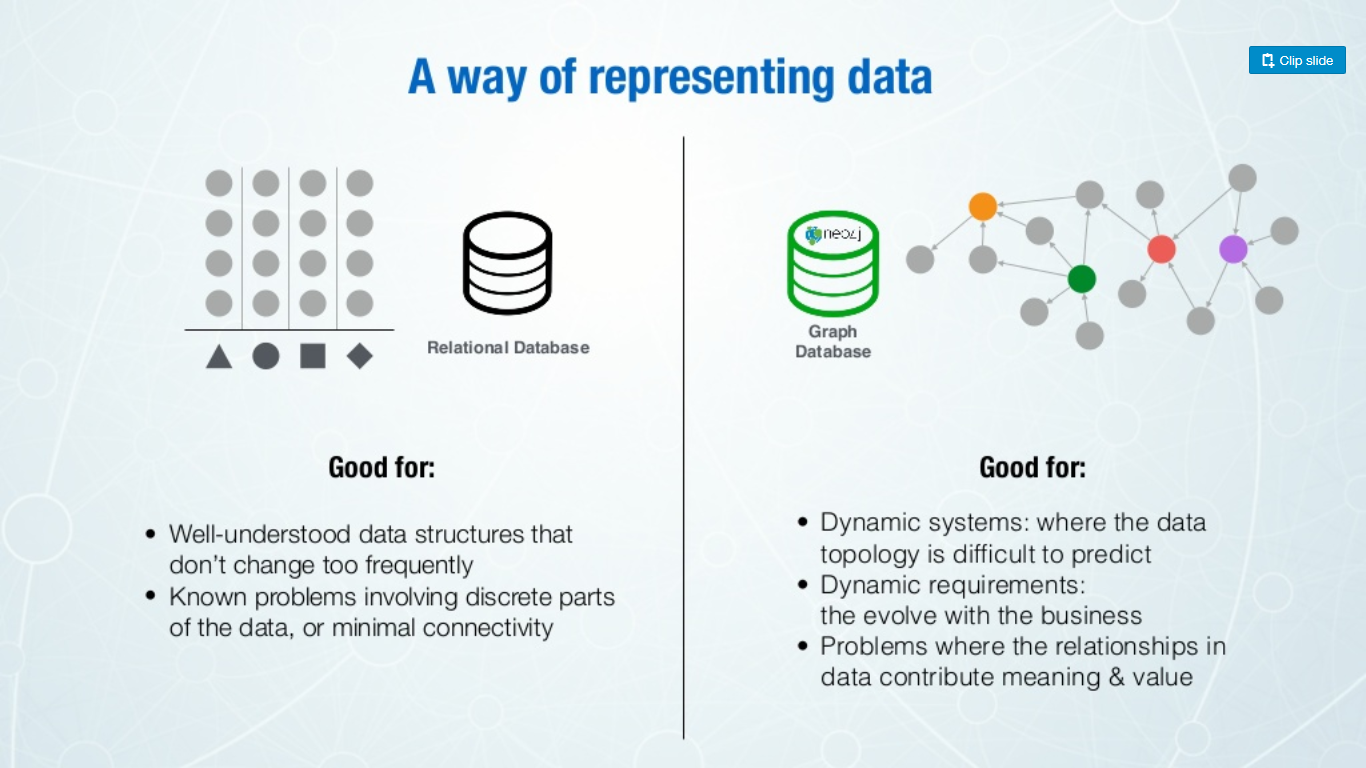 A way of representing data
Clip slide
Relational Database
Good for:
• Well-understood data structures that
don't change too frequently
• Known problems involving discrete parts
of the data, or minimal connectivity
neo4j
Graph
Database
Good for:
• Dynamic systems: where the data
topology is difficult to predict
• Dynamic requirements:
the evolve with the business
• Problems where the relationships in
data contribute meaning & value